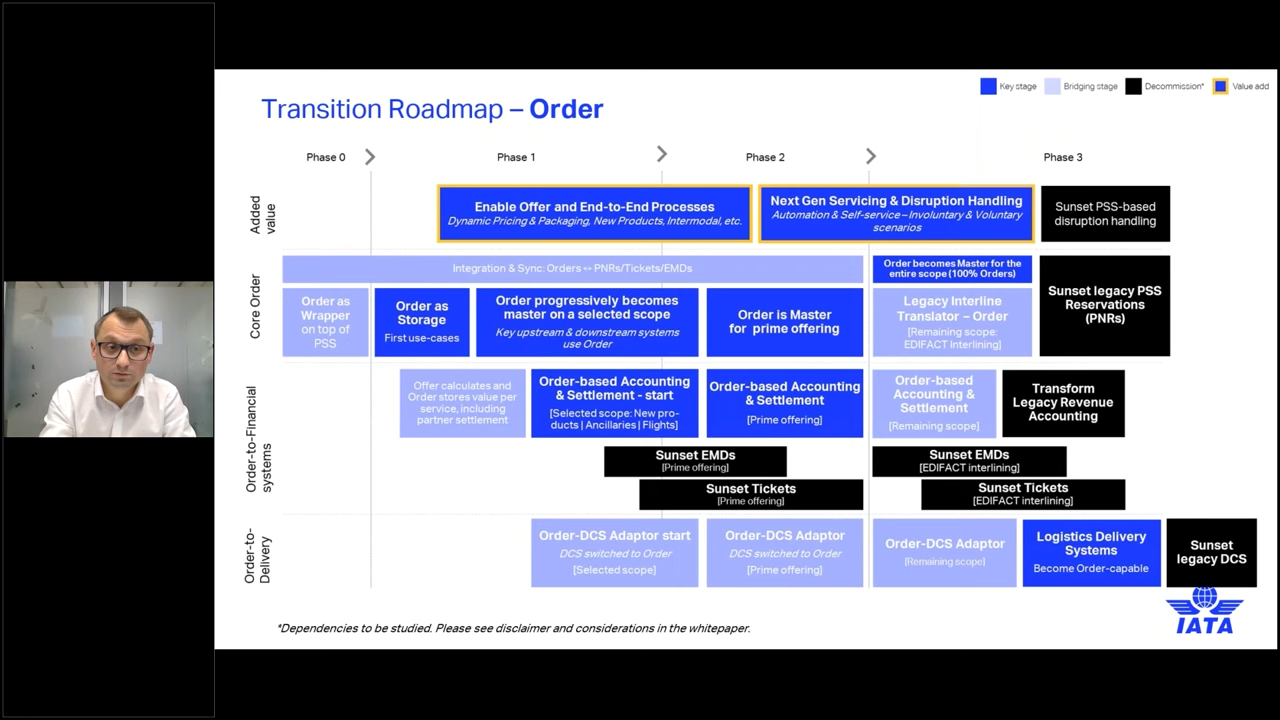 Key stage
Bridging stage
Decommission*
Value add
Transition Roadmap – Order
Phase 0
Phase 1
Phase 2
Phase 3
Added
value
Enable Offer and End-to-End Processes
Dynamic Pricing & Packaging, New Products, Intermodal, etc.
Next Gen Servicing & Disruption Handling
Automation & Self-service – Involuntary & Voluntary
scenarios
Sunset PSS-based
disruption handling
Core Order
Integration & Sync: Orders ↔ PNRs/Tickets/EMDs
Order becomes Master for the
entire scope (100% Orders)
Order as
Wrapper
on top of
PSS
Order as
Storage
First use-cases
Order progressively becomes
master on a selected scope
Key upstream & downstream systems
use Order
Order is Master
for prime offering
Legacy Interline
Translator – Order
[Remaining scope:
EDIFACT Interlining]
Sunset legacy PSS
Reservations
(PNRs)
Order-to-Financial
systems
Offer calculates and
Order stores value per
service, including
partner settlement
Order-based Accounting
& Settlement - start
[Selected scope: New pro-
ducts | Ancillaries | Flights]
Order-based Accounting
& Settlement
[Prime offering]
Order-based
Accounting &
Settlement
[Remaining scope]
Transform
Legacy Revenue
Accounting
Sunset EMDs
[Prime offering]
Sunset EMDs
[EDIFACT interlining]
Sunset Tickets
[Prime offering]
Sunset Tickets
[EDIFACT interlining]
Order-to-
Delivery
Order-DCS Adaptor start
DCS switched to Order
[Selected scope]
Order-DCS Adaptor
DCS switched to Order
[Prime offering]
Order-DCS Adaptor
[Remaining scope]
Logistics Delivery
Systems
Become Order-capable
Sunset
legacy DCS
*Dependencies to be studied. Please see disclaimer and considerations in the whitepaper.
IATA